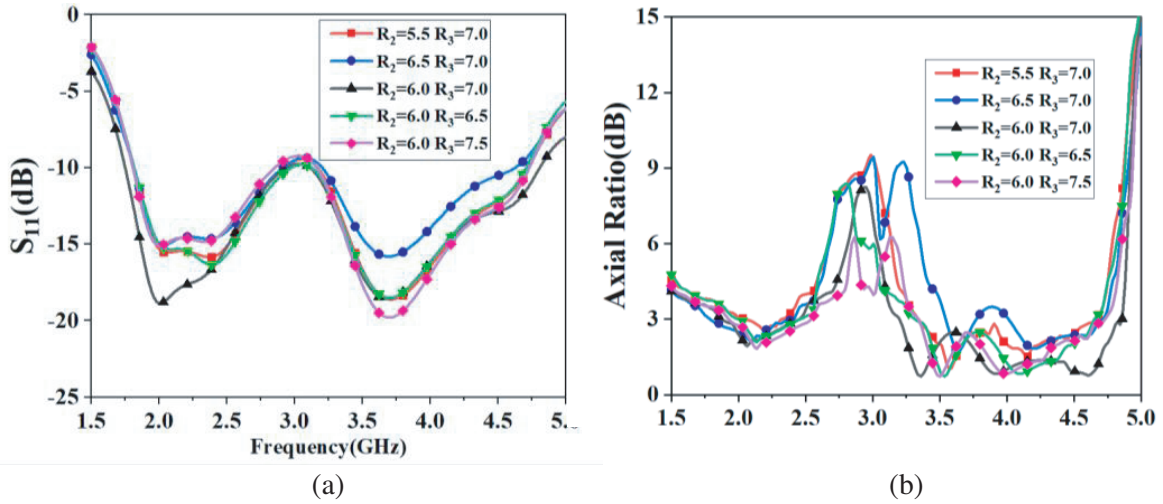 0
-5
-10
-15
-20
-25
S11(dB)
R2=5.5 R3=7.0
R2=6.5 R3=7.0
R2=6.0 R3=7.0
R2=6.0 R3=6.5
R2=6.0 R3=7.5
1.5 2.0 2.5 3.0 3.5 4.0 4.5 5.0
Frequency(GHz)
(a)
15
12
9
6
3
0
Axial Ratio(dB)
R2=5.5 R3=7.0
R2=6.5 R3=7.0
R2=6.0 R3=7.0
R2=6.0 R3=6.5
R2=6.0 R3=7.5
1.5 2.0 2.5 3.0 3.5 4.0 4.5 5.0
(b)